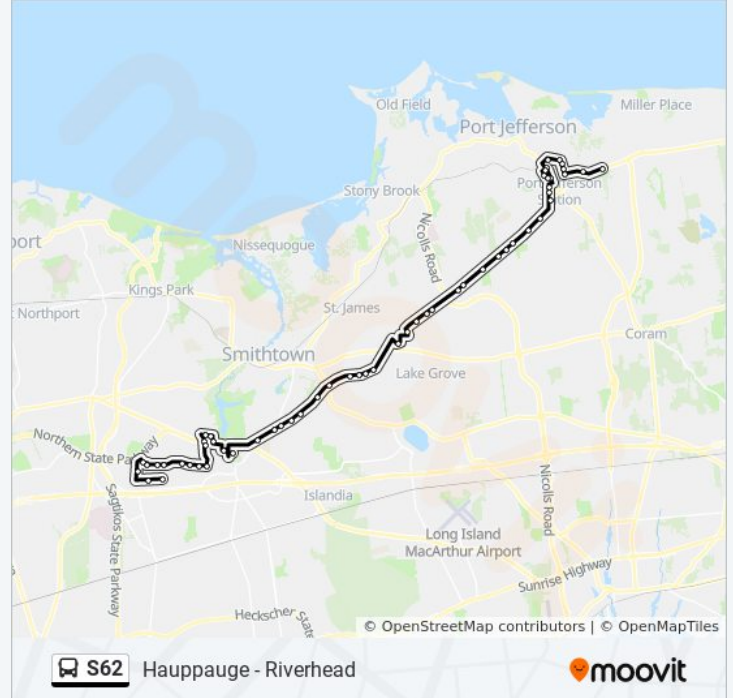 Old Field
Miller Place
Port Jefferson
Stony Brook
Port Jefferson
Station
Nicolls Road
port
Nissequogue
Kings Park
Northport
St. James
Coram
Smithtown
Lake Grove
Northern State Parkway
Sagtikos State Parkway
Islandia
Nicolls Road
Long Island
MacArthur Airport
Sunrise Highway
Heckscher State
© OpenStreetMap contributors | © OpenMapTiles
S62 Hauppauge - Riverhead
moovit